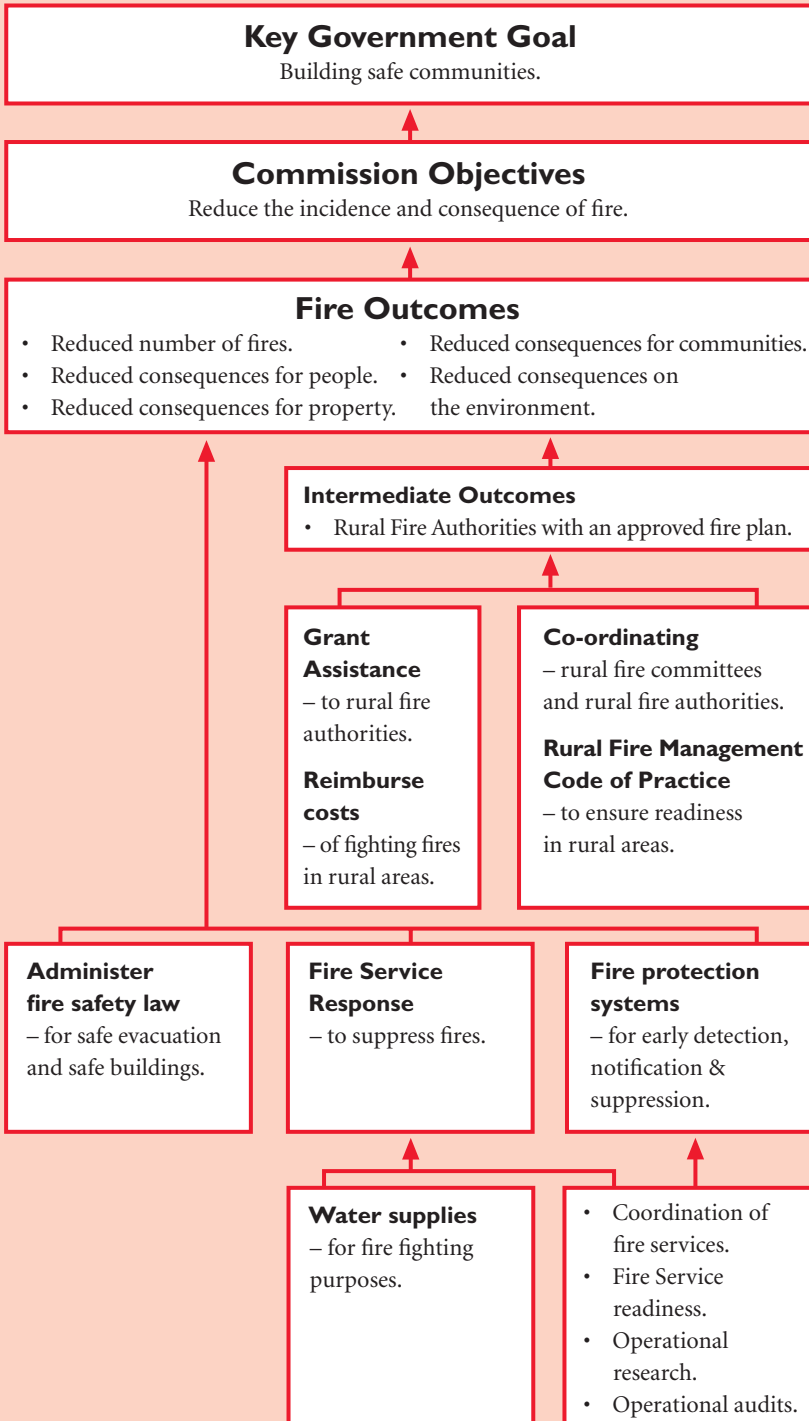 Key Government Goal
Building safe communities.
Commission Objectives
Reduce the incidence and consequence of fire.
Fire Outcomes
• Reduced number of fires.
• Reduced consequences for people.
• Reduced consequences for property.
• Reduced consequences for communities.
• Reduced consequences on
the environment.
Intermediate Outcomes
• Rural Fire Authorities with an approved fire plan.
Grant
Assistance
– to rural fire
authorities.
Reimburse
costs
– of fighting fires
in rural areas.
Co-ordinating
– rural fire committees
and rural fire authorities.
Rural Fire Management
Code of Practice
– to ensure readiness
in rural areas.
Administer
fire safety law
– for safe evacuation
and safe buildings.
Fire Service
Response
– to suppress fires.
Fire protection
systems
– for early detection,
notification &
suppression.
Water supplies
– for fire fighting
purposes.
• Coordination of
fire services.
• Fire Service
readiness.
• Operational
research.
• Operational audits.